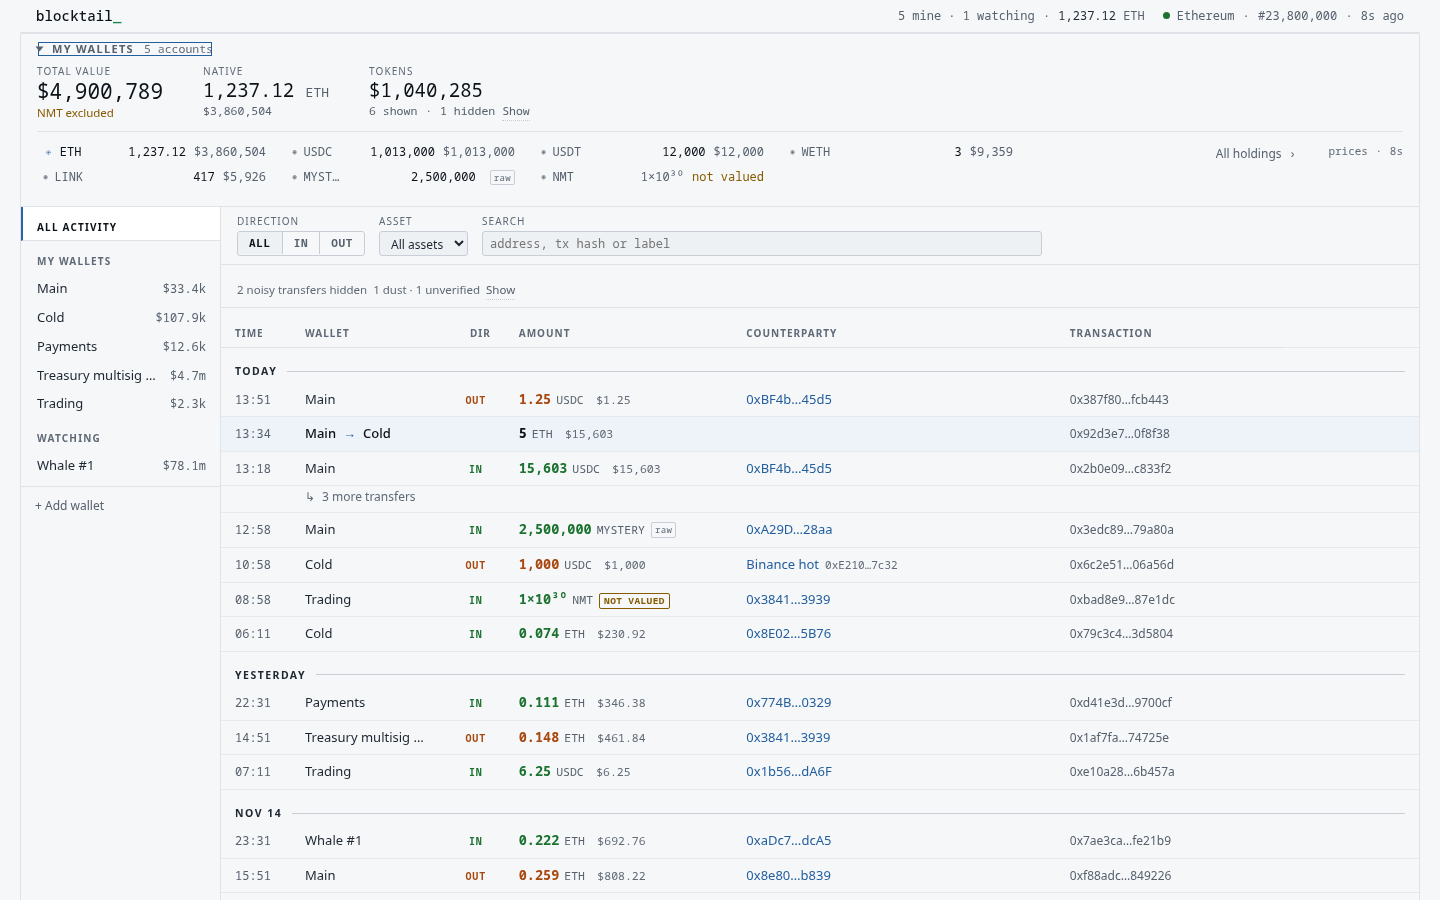 blocktail_
5 mine · 1 watching · 1,237.12 ETH
Ethereum · #23,800,000 · 8s ago
MY WALLETS 5 accounts
TOTAL VALUE
$4,900,789
NMT excluded
NATIVE
1,237.12 ETH
$3,860,504
TOKENS
$1,040,285
6 shown · 1 hidden Show
ETH 1,237.12 $3,860,504
USDC 1,013,000 $1,013,000
USDT 12,000 $12,000
WETH 3 $9,359
All holdings ›
prices · 8s
LINK 417 $5,926
MYST… 2,500,000 raw
NMT 1×10³⁰ not valued
ALL ACTIVITY
MY WALLETS
Main $33.4k
Cold $107.9k
Payments $12.6k
Treasury multisig … $4.7m
Trading $2.3k
WATCHING
Whale #1 $78.1m
+ Add wallet
DIRECTION
ALL IN OUT
ASSET
All assets
SEARCH
address, tx hash or label
2 noisy transfers hidden 1 dust · 1 unverified Show
TIME WALLET DIR AMOUNT COUNTERPARTY TRANSACTION
TODAY
13:51 Main OUT 1.25 USDC $1.25 0xBF4b…45d5 0x387f80…fcb443
13:34 Main → Cold 5 ETH $15,603 0x92d3e7…0f8f38
13:18 Main IN 15,603 USDC $15,603 0xBF4b…45d5 0x2b0e09…c833f2
↳ 3 more transfers
12:58 Main IN 2,500,000 MYSTERY raw 0xA29D…28aa 0x3edc89…79a80a
10:58 Cold OUT 1,000 USDC $1,000 Binance hot 0xE210…7c32 0x6c2e51…06a56d
08:58 Trading IN 1×10³⁰ NMT NOT VALUED 0x3841…3939 0xbad8e9…87e1dc
06:11 Cold IN 0.074 ETH $230.92 0x8E02…5B76 0x79c3c4…3d5804
YESTERDAY
22:31 Payments IN 0.111 ETH $346.38 0x774B…0329 0xd41e3d…9700cf
14:51 Treasury multisig … OUT 0.148 ETH $461.84 0x3841…3939 0x1af7fa…74725e
07:11 Trading IN 6.25 USDC $6.25 0x1b56…dA6F 0xe10a28…6b457a
NOV 14
23:31 Whale #1 IN 0.222 ETH $692.76 0xaDc7…dcA5 0x7ae3ca…fe21b9
15:51 Main OUT 0.259 ETH $808.22 0x8e80…b839 0xf88adc…849226